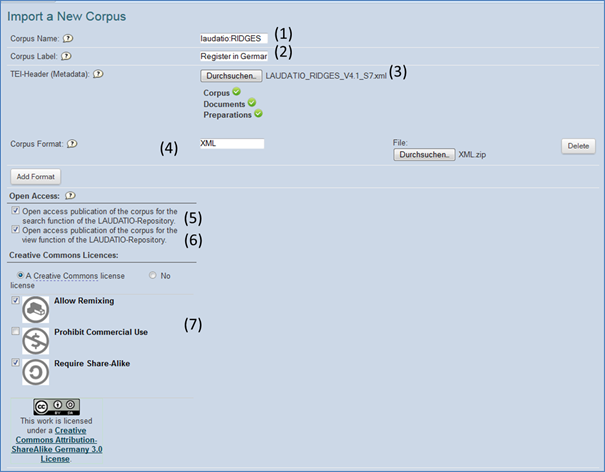 Import a New Corpus
Corpus Name: ? laudatio:RIDGES (1)
Corpus Label: ? Register in Germar (2)
TEI-Header (Metadata): ? Durchsuchen.. LAUDATIO_RIDGES_V4.1_S7.xml (3)
Corpus
Documents
Preparations
Corpus Format: ? (4) XML File:
Durchsuchen.. XML.zip Delete
Add Format
Open Access: ?
Open access publication of the corpus for the
search function of the LAUDATIO-Repository. (5)
Open access publication of the corpus for the
view function of the LAUDATIO-Repository. (6)
Creative Commons Licences:
A Creative Commons license No
license
Allow Remixing
(7)
Prohibit Commercial Use
Require Share-Alike
cc BY SA
This work is licensed
under a Creative
Commons Attribution-
ShareAlike Germany 3.0
License.